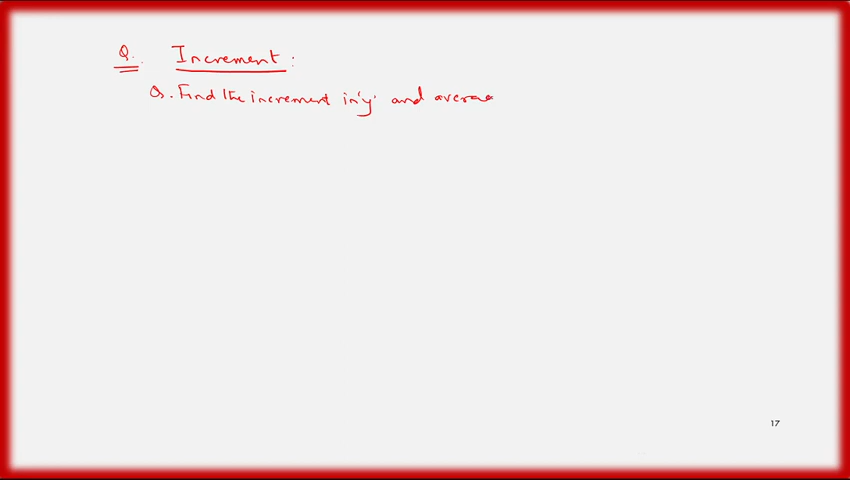 Q. Increment :
Q. Find the increment in 'y' and averag
17